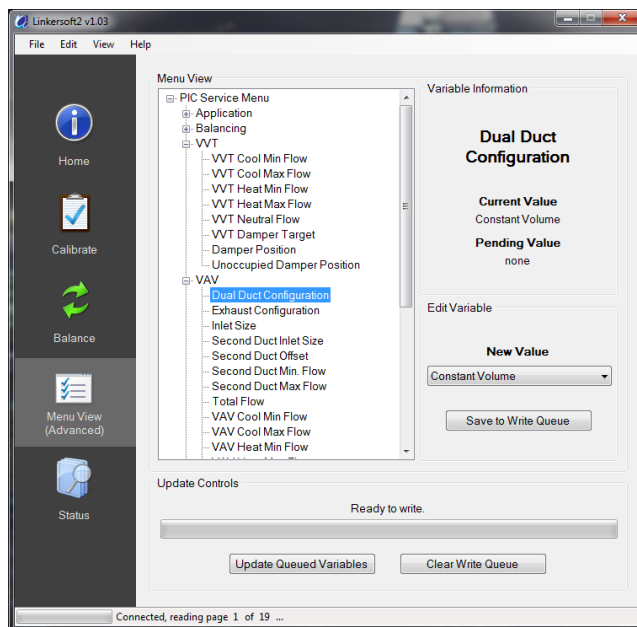 Linkersoft2 v1.03
File Edit View Help
Home
Calibrate
Balance
Menu View
(Advanced)
Status
Menu View
PIC Service Menu
Application
Balancing
VVT
VVT Cool Min Flow
VVT Cool Max Flow
VVT Heat Min Flow
VVT Heat Max Flow
VVT Neutral Flow
VVT Damper Target
Damper Position
Unoccupied Damper Position
VAV
Dual Duct Configuration
Exhaust Configuration
Inlet Size
Second Duct Inlet Size
Second Duct Offset
Second Duct Min. Flow
Second Duct Max Flow
Total Flow
VAV Cool Min Flow
VAV Cool Max Flow
VAV Heat Min Flow
Variable Information
Dual Duct
Configuration
Current Value
Constant Volume
Pending Value
none
Edit Variable
New Value
Constant Volume
Save to Write Queue
Update Controls
Ready to write.
Update Queued Variables
Clear Write Queue
Connected, reading page 1 of 19 ...